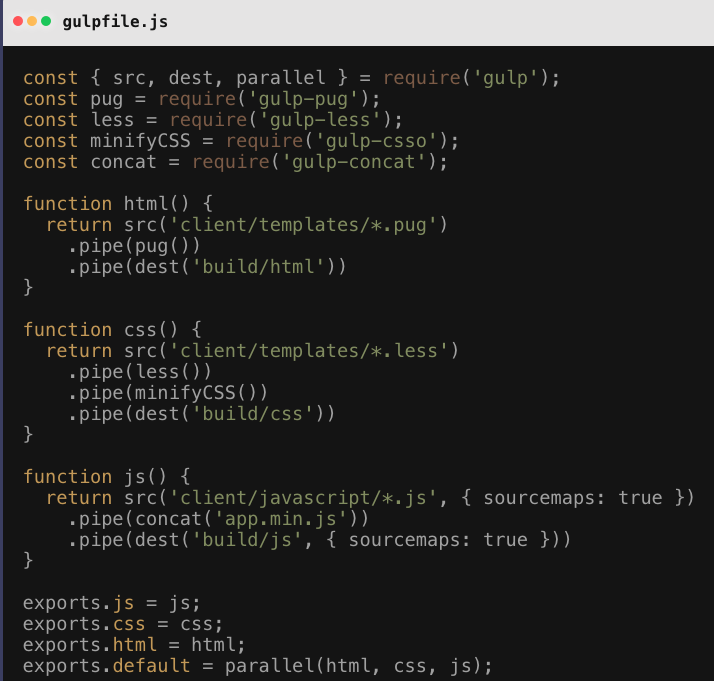 gulpfile.js
const { src, dest, parallel } = require('gulp');
const pug = require('gulp-pug');
const less = require('gulp-less');
const minifyCSS = require('gulp-csso');
const concat = require('gulp-concat');

function html() {
  return src('client/templates/*.pug')
    .pipe(pug())
    .pipe(dest('build/html'))
}

function css() {
  return src('client/templates/*.less')
    .pipe(less())
    .pipe(minifyCSS())
    .pipe(dest('build/css'))
}

function js() {
  return src('client/javascript/*.js', { sourcemaps: true })
    .pipe(concat('app.min.js'))
    .pipe(dest('build/js', { sourcemaps: true }))
}

exports.js = js;
exports.css = css;
exports.html = html;
exports.default = parallel(html, css, js);